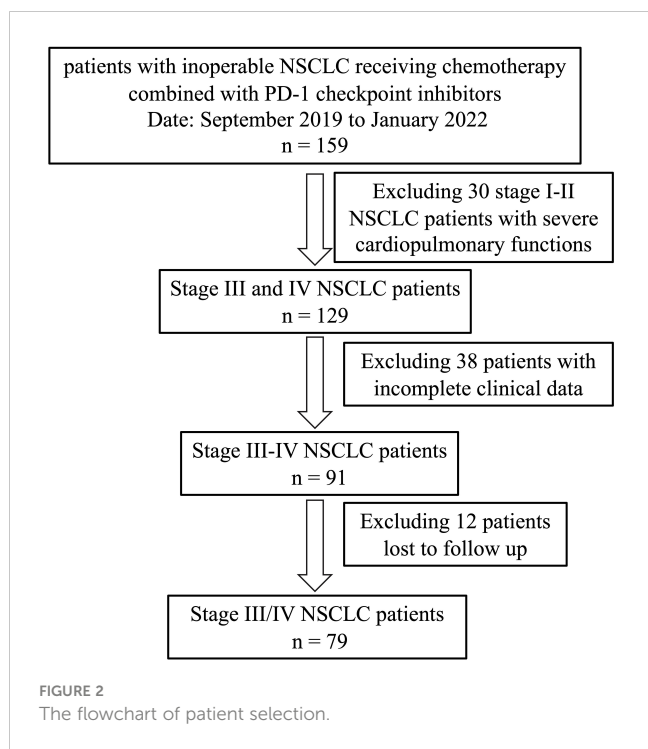 patients with inoperable NSCLC receiving chemotherapy
combined with PD-1 checkpoint inhibitors
Date: September 2019 to January 2022
n = 159
Excluding 30 stage I-II
NSCLC patients with severe
cardiopulmonary functions
Stage III and IV NSCLC patients
n = 129
Excluding 38 patients with
incomplete clinical data
Stage III-IV NSCLC patients
n = 91
Excluding 12 patients
lost to follow up
Stage III/IV NSCLC patients
n = 79
FIGURE 2
The flowchart of patient selection.